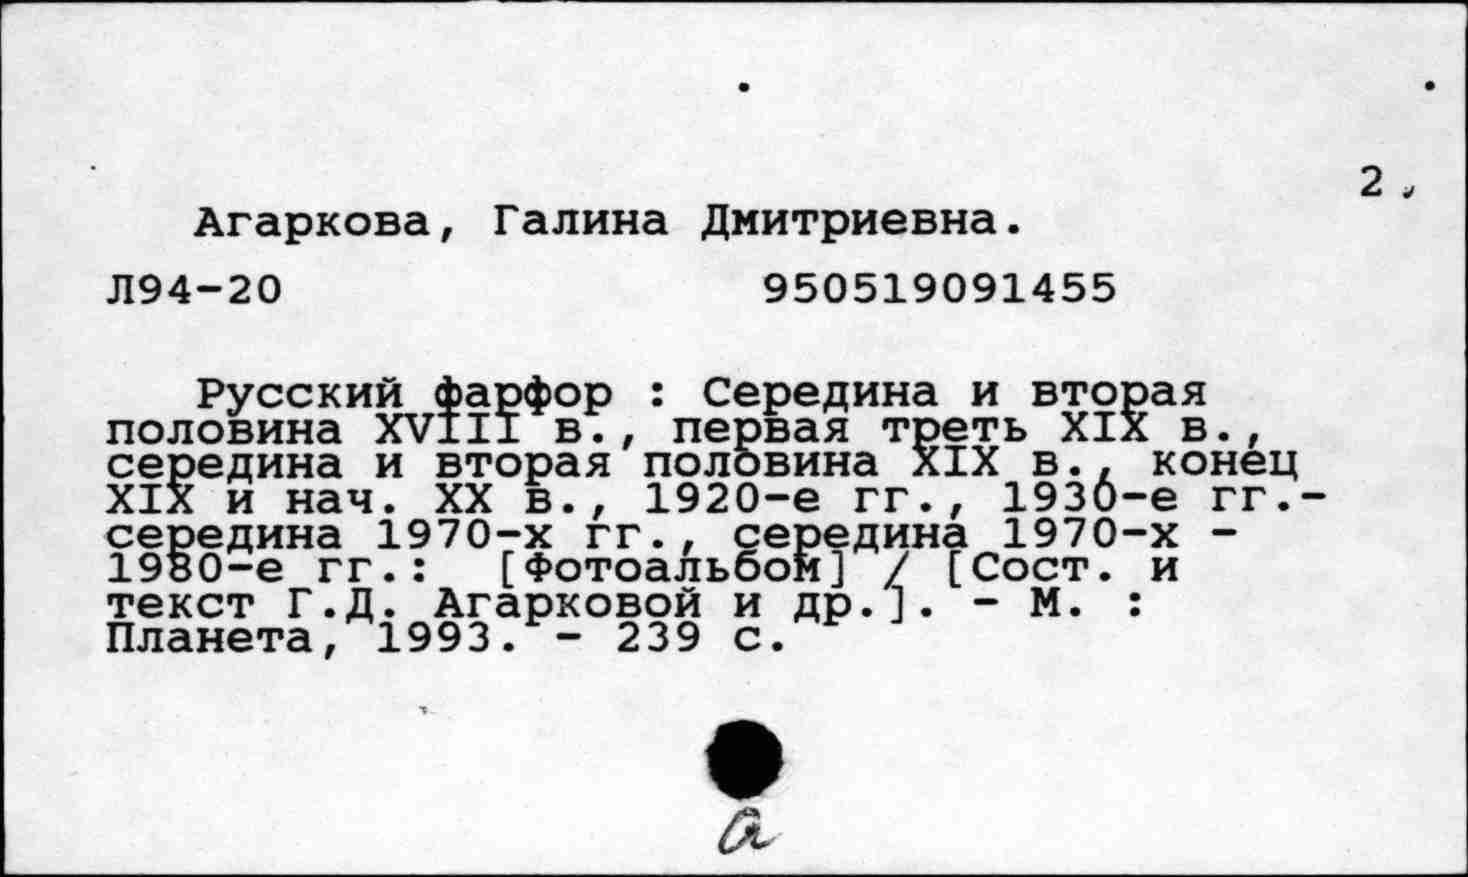 2
Агаркова, Галина Дмитриевна.
Л94-20 950519091455
Русский фарфор : Середина и вторая
половина XVIII в., первая треть XIX в.,
середина и вторая половина XIX в., конец
XIX и нач. XX в., 1920-е гг., 1930-е гг.-
середина 1970-х гг., середина 1970-х -
1980-е гг.: [Фотоальбом] / [Сост. и
текст Г.Д. Агарковой и др.]. - М. :
Планета, 1993. - 239 с.